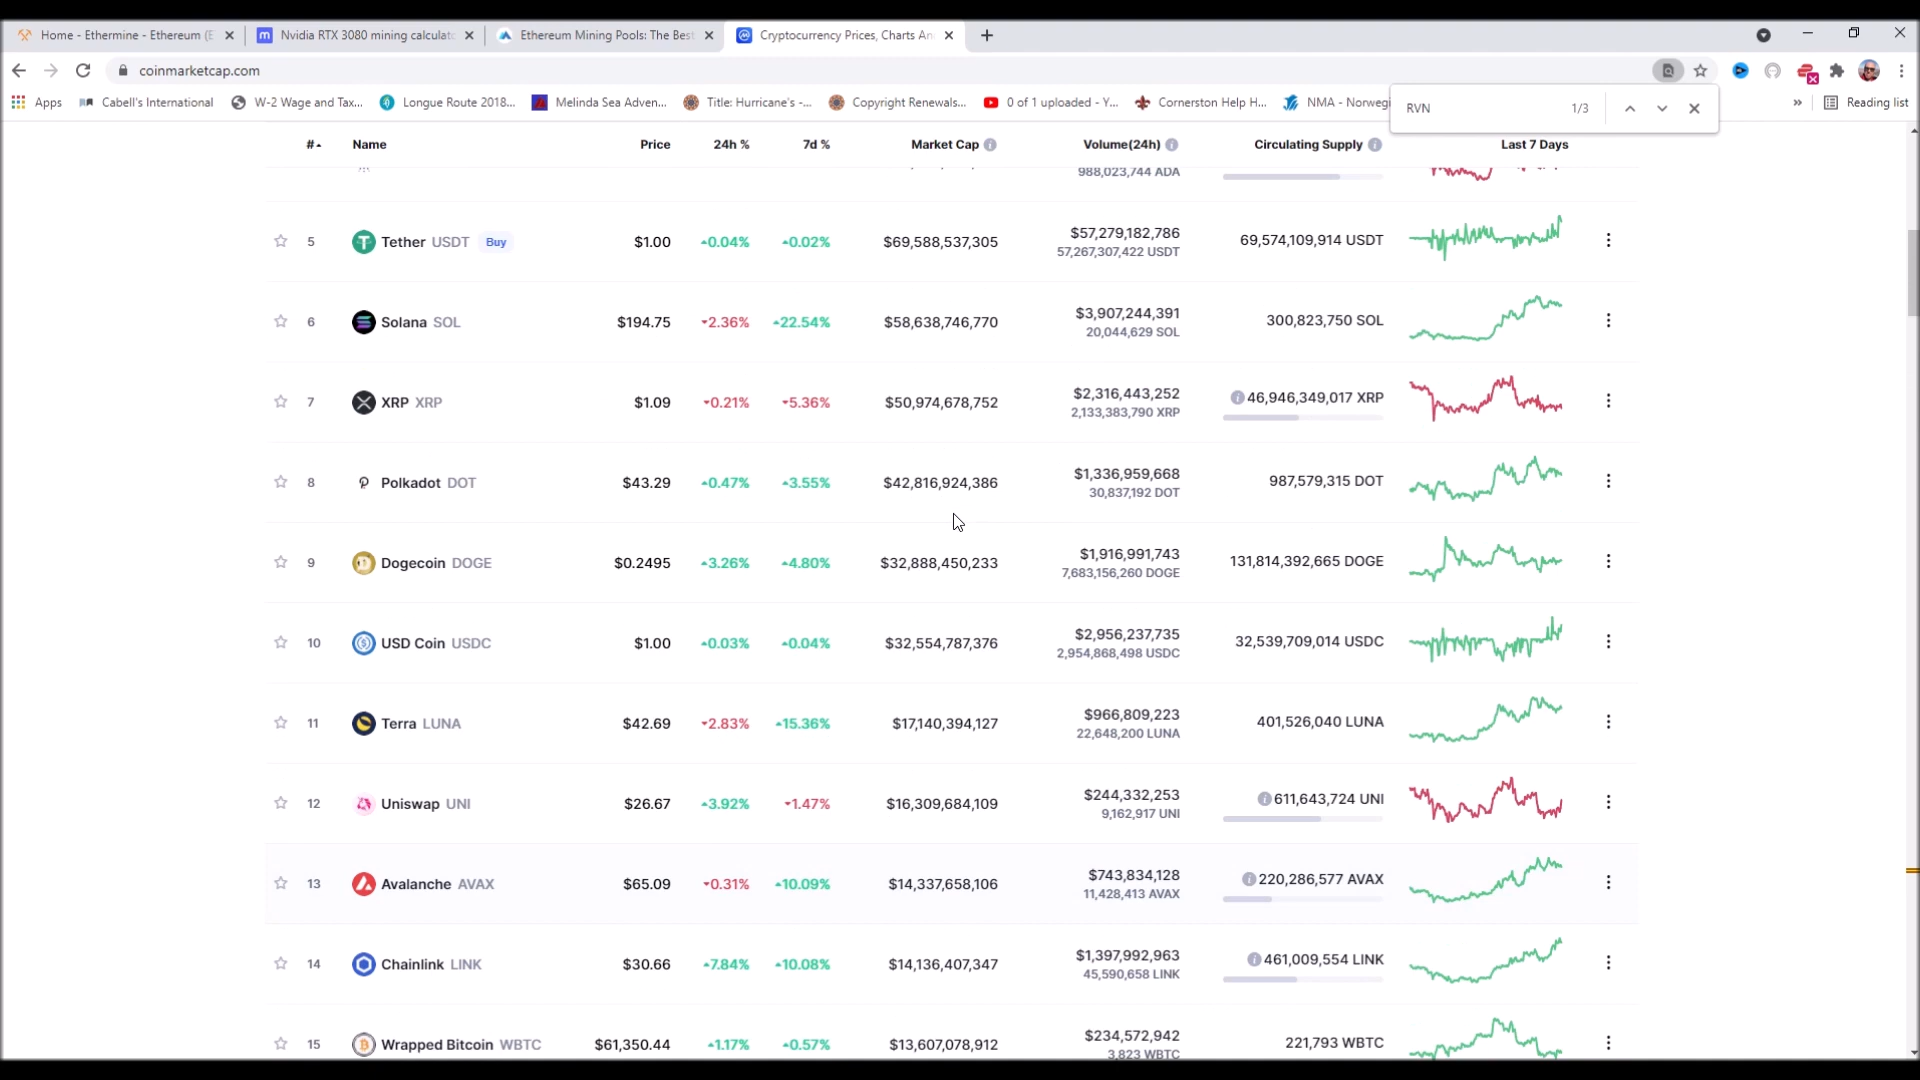 Home - Ethermine - Ethereum (E
Nvidia RTX 3080 mining calculato
Ethereum Mining Pools: The Best
Cryptocurrency Prices, Charts An
coinmarketcap.com
Apps
Cabell's International
W-2 Wage and Tax...
Longue Route 2018...
Melinda Sea Adven...
Title: Hurricane's -...
Copyright Renewals...
0 of 1 uploaded - Y...
Cornerston Help H...
NMA - Norwegi
»
Reading list
RVN 1/3
# Name Price 24h % 7d % Market Cap Volume(24h) Circulating Supply Last 7 Days
988,023,744 ADA
5 Tether USDT Buy $1.00 0.04% 0.02% $69,588,537,305 $57,279,182,786 69,574,109,914 USDT
57,267,307,422 USDT
6 Solana SOL $194.75 2.36% 22.54% $58,638,746,770 $3,907,244,391 300,823,750 SOL
20,044,629 SOL
7 XRP XRP $1.09 0.21% 5.36% $50,974,678,752 $2,316,443,252 46,946,349,017 XRP
2,133,383,790 XRP
8 Polkadot DOT $43.29 0.47% 3.55% $42,816,924,386 $1,336,959,668 987,579,315 DOT
30,837,192 DOT
9 Dogecoin DOGE $0.2495 3.26% 4.80% $32,888,450,233 $1,916,991,743 131,814,392,665 DOGE
7,683,156,260 DOGE
10 USD Coin USDC $1.00 0.03% 0.04% $32,554,787,376 $2,956,237,735 32,539,709,014 USDC
2,954,868,498 USDC
11 Terra LUNA $42.69 2.83% 15.36% $17,140,394,127 $966,809,223 401,526,040 LUNA
22,648,200 LUNA
12 Uniswap UNI $26.67 3.92% 1.47% $16,309,684,109 $244,332,253 611,643,724 UNI
9,162,917 UNI
13 Avalanche AVAX $65.09 0.31% 10.09% $14,337,658,106 $743,834,128 220,286,577 AVAX
11,428,413 AVAX
14 Chainlink LINK $30.66 7.84% 10.08% $14,136,407,347 $1,397,992,963 461,009,554 LINK
45,590,658 LINK
15 Wrapped Bitcoin WBTC $61,350.44 1.17% 0.57% $13,607,078,912 $234,572,942 221,793 WBTC
3,823 WBTC